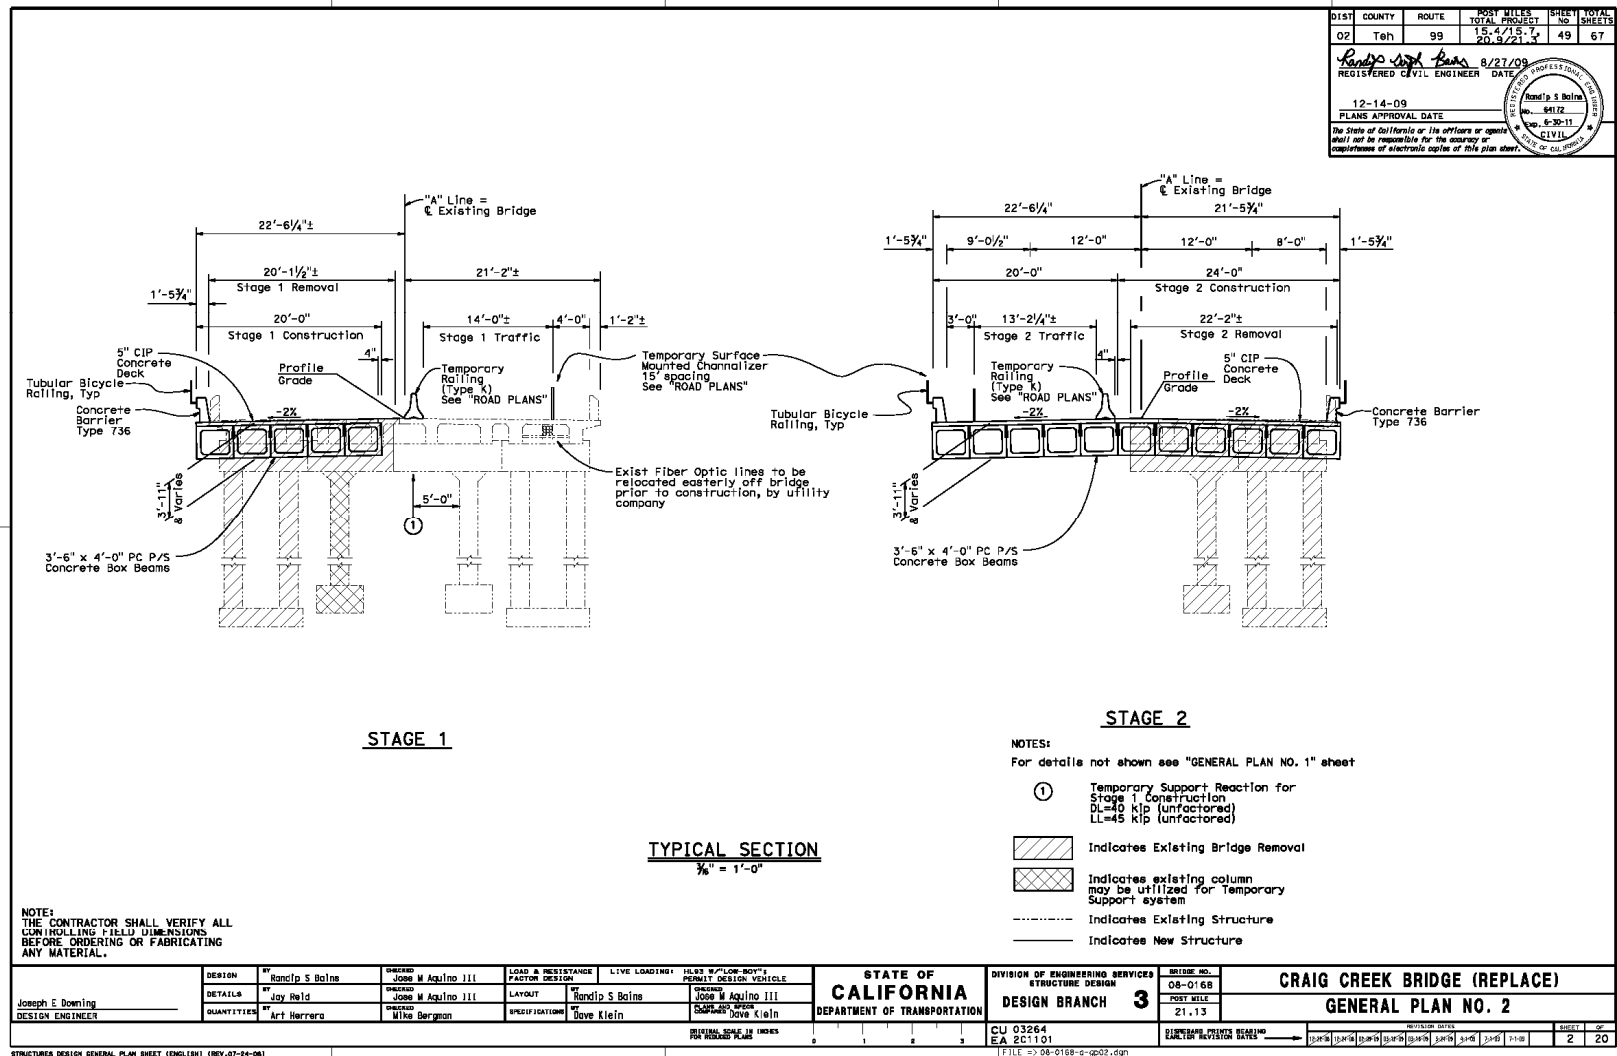 DIST COUNTY ROUTE POST MILES TOTAL PROJECT SHEET No TOTAL SHEETS
02 Teh 99 15.4/15.7, 20.9/21.3 49 67
8/27/09
REGISTERED CIVIL ENGINEER DATE
12-14-09
PLANS APPROVAL DATE
The State of California or its officers or agents
shall not be responsible for the accuracy or
completeness of electronic copies of this plan sheet.
REGISTERED PROFESSIONAL ENGINEER
Randip S Bains
No. 64172
Exp. 6-30-11
CIVIL
STATE OF CALIFORNIA
"A" Line =
℄ Existing Bridge
22'-6¼"±
20'-1½"±
Stage 1 Removal
21'-2"±
1'-5¾"
20'-0"
Stage 1 Construction
14'-0"±
Stage 1 Traffic
4'-0"
1'-2"±
4"
5" CIP
Concrete
Deck
Profile
Grade
Temporary
Railing
(Type K)
See "ROAD PLANS"
Temporary Surface
Mounted Channalizer
15' spacing
See "ROAD PLANS"
Tubular Bicycle
Railing, Typ
Concrete
Barrier
Type 736
-2%
Exist Fiber Optic lines to be
relocated easterly off bridge
prior to construction, by utility
company
3'-11"
& Varies
5'-0"
1
3'-6" x 4'-0" PC P/S
Concrete Box Beams
STAGE 1
"A" Line =
℄ Existing Bridge
22'-6¼"
21'-5¾"
1'-5¾"
9'-0½"
12'-0"
12'-0"
8'-0"
1'-5¾"
20'-0"
24'-0"
Stage 2 Construction
3'-0"
13'-2¼"±
Stage 2 Traffic
22'-2"±
Stage 2 Removal
4"
Temporary
Railing
(Type K)
See "ROAD PLANS"
Profile
Grade
5" CIP
Concrete
Deck
Tubular Bicycle
Railing, Typ
-2%
-2%
Concrete Barrier
Type 736
3'-11"
& Varies
3'-6" x 4'-0" PC P/S
Concrete Box Beams
STAGE 2
NOTES:
For details not shown see "GENERAL PLAN NO. 1" sheet
1
Temporary Support Reaction for
Stage 1 Construction
DL=40 kip (unfactored)
LL=45 kip (unfactored)
Indicates Existing Bridge Removal
Indicates existing column
may be utilized for Temporary
Support system
Indicates Existing Structure
Indicates New Structure
TYPICAL SECTION
3/16" = 1'-0"
NOTE:
THE CONTRACTOR SHALL VERIFY ALL
CONTROLLING FIELD DIMENSIONS
BEFORE ORDERING OR FABRICATING
ANY MATERIAL.
Joseph E Downing
DESIGN ENGINEER
DESIGN BY Randip S Bains CHECKED Jose M Aquino III
DETAILS BY Jay Reid CHECKED Jose M Aquino III
QUANTITIES BY Art Herrera CHECKED Mike Bergman
LOAD & RESISTANCE FACTOR DESIGN LIVE LOADING: HL93 W/"LOW-BOY"; PERMIT DESIGN VEHICLE
LAYOUT BY Randip S Bains CHECKED Jose M Aquino III
SPECIFICATIONS BY Dave Klein PLANS AND SPECS COMPARED Dave Klein
STATE OF
CALIFORNIA
DEPARTMENT OF TRANSPORTATION
DIVISION OF ENGINEERING SERVICES
STRUCTURE DESIGN
DESIGN BRANCH 3
BRIDGE NO.
08-0168
POST MILE
21.13
CRAIG CREEK BRIDGE (REPLACE)
GENERAL PLAN NO. 2
ORIGINAL SCALE IN INCHES
FOR REDUCED PLANS
0 1 2 3
CU 03264
EA 2C1101
DISREGARD PRINTS BEARING
EARLIER REVISION DATES
REVISION DATES
SHEET 2 OF 20
STRUCTURES DESIGN GENERAL PLAN SHEET (ENGLISH) (REV.07-24-06)
FILE => 08-0168-a-gp02.dgn